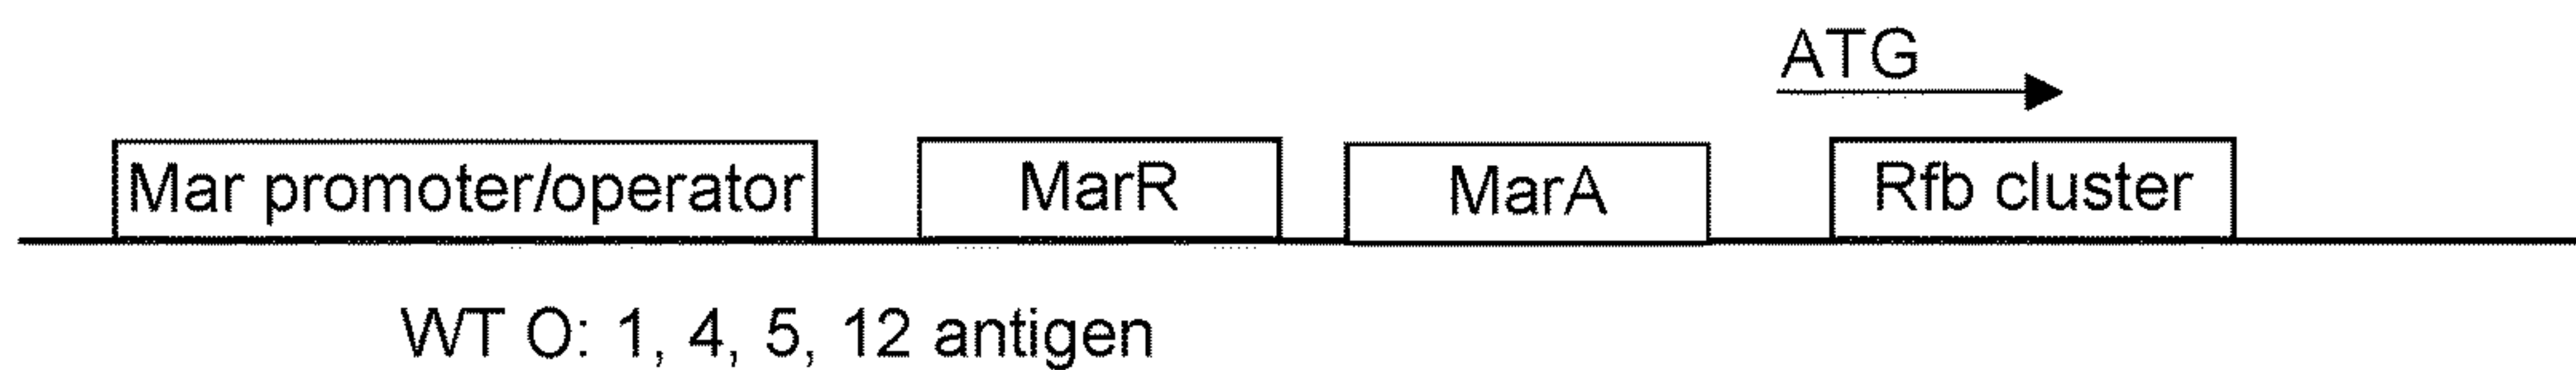 ATG
Mar promoter/operator MarR MarA Rfb cluster
WT O: 1, 4, 5, 12 antigen